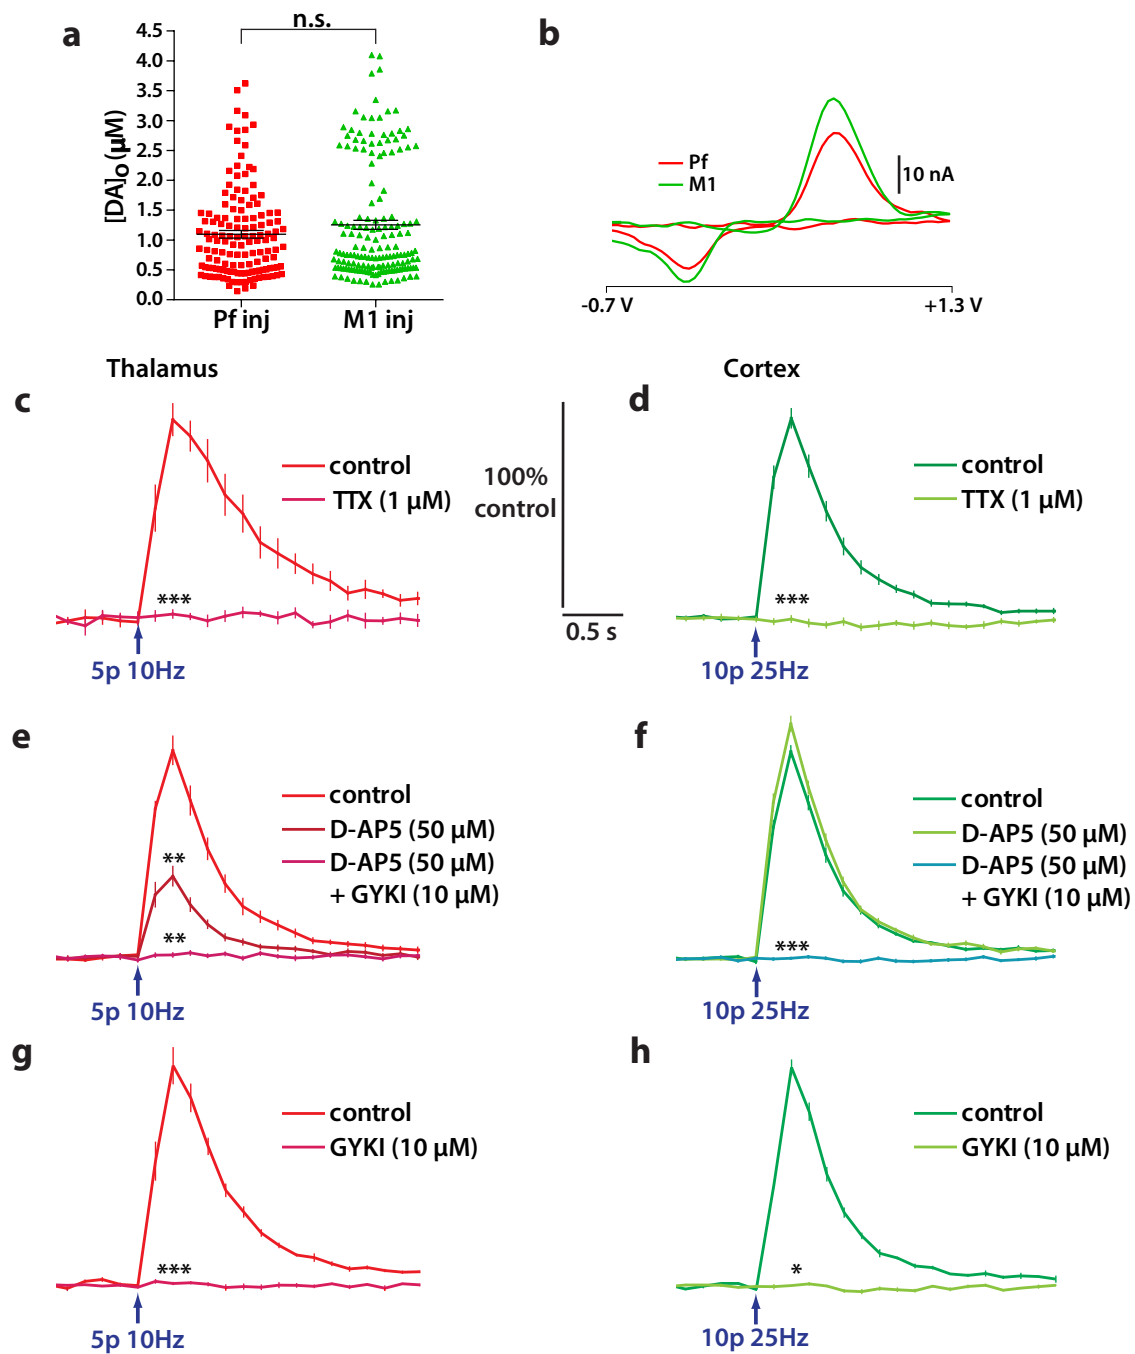 a
n.s.
4.5
4.0
3.5
3.0
2.5
2.0
1.5
1.0
0.5
0.0
[DA]O (μM)
Pf inj
M1 inj
b
Pf
M1
10 nA
-0.7 V
+1.3 V
Thalamus
Cortex
c
control
TTX (1 μM)
***
5p 10Hz
100%
control
0.5 s
d
control
TTX (1 μM)
***
10p 25Hz
e
control
D-AP5 (50 μM)
D-AP5 (50 μM)
+ GYKI (10 μM)
**
**
5p 10Hz
f
control
D-AP5 (50 μM)
D-AP5 (50 μM)
+ GYKI (10 μM)
***
10p 25Hz
g
control
GYKI (10 μM)
***
5p 10Hz
h
control
GYKI (10 μM)
*
10p 25Hz